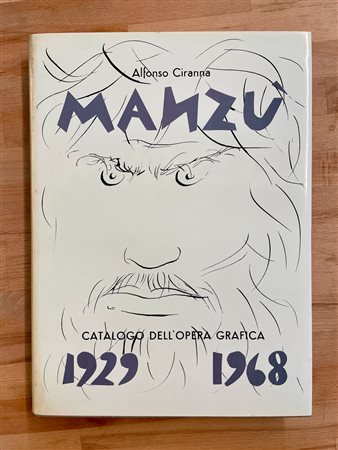 Alfonso Ciranna
MANZÙ
CATALOGO DELL'OPERA GRAFICA
1929 1968